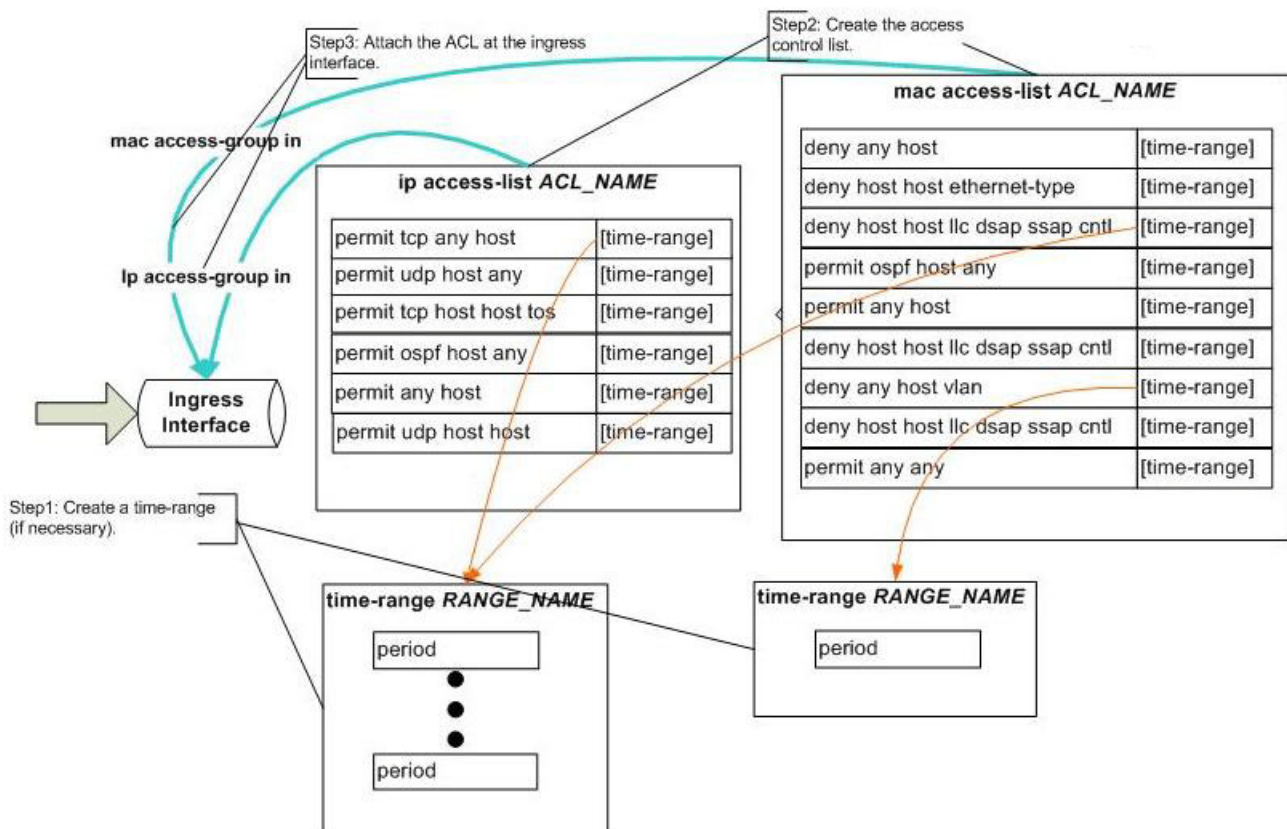 Step3: Attach the ACL at the ingress
interface.
Step2: Create the access
control list.
mac access-group in
Ip access-group in
Ingress
Interface
ip access-list ACL_NAME
permit tcp any host [time-range]
permit udp host any [time-range]
permit tcp host host tos [time-range]
permit ospf host any [time-range]
permit any host [time-range]
permit udp host host [time-range]
mac access-list ACL_NAME
deny any host [time-range]
deny host host ethernet-type [time-range]
deny host host llc dsap ssap cntl [time-range]
permit ospf host any [time-range]
permit any host [time-range]
deny host host llc dsap ssap cntl [time-range]
deny any host vlan [time-range]
deny host host llc dsap ssap cntl [time-range]
permit any any [time-range]
Step1: Create a time-range
(if necessary).
time-range RANGE_NAME
period
period
time-range RANGE_NAME
period